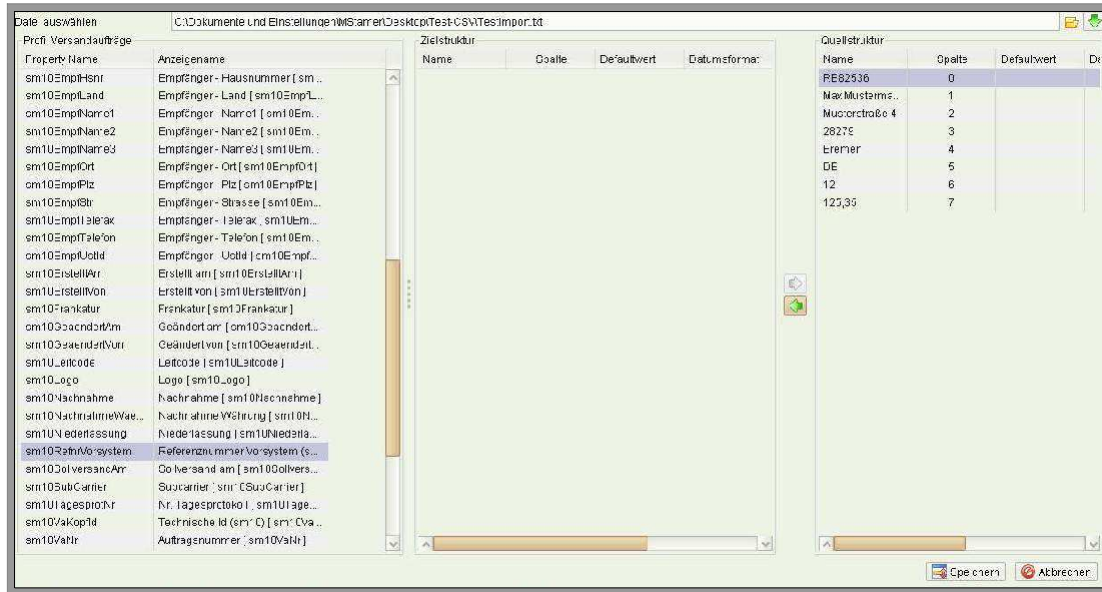 Datei auswählen C:\Dokumente und Einstellungen\MStamer\Desktop\Test-CSV\Testimport.txt
Profi Versandaufträge Zielstruktur Quellstruktur
Property Name Anzeigename Name Spalte Defaultwert Datumsformat Name Spalte Defaultwert Da
sm10EmpfHsnr Empfänger - Hausnummer [ sm... RE82536 0
sm10EmpfLand Empfänger - Land [ sm10EmpfL... Max Musterma... 1
sm10EmpfName1 Empfänger - Name1 [ sm10Em... Musterstraße 4 2
sm10EmpfName2 Empfänger - Name2 [ sm10Em... 28279 3
sm10EmpfName3 Empfänger - Name3 [ sm10Em... Bremen 4
sm10EmpfOrt Empfänger - Ort [ sm10EmpfOrt ] DE 5
sm10EmpfPlz Empfänger - Plz [ sm10EmpfPlz ] 12 6
sm10EmpfStr Empfänger - Strasse [ sm10Em... 125,35 7
sm10EmpfTelefax Empfänger - Telefax [ sm10Em...
sm10EmpfTelefon Empfänger - Telefon [ sm10Em...
sm10EmpfUstId Empfänger - UstId [ sm10Empf...
sm10ErstelltAm Erstellt am [ sm10ErstelltAm ]
sm10ErstelltVon Erstellt von [ sm10ErstelltVon ]
sm10Frankatur Frankatur [ sm10Frankatur ]
sm10GeaendertAm Geändert am [ sm10Geaendert...
sm10GeaendertVon Geändert von [ sm10Geaendert...
sm10Leitcode Leitcode [ sm10Leitcode ]
sm10Logo Logo [ sm10Logo ]
sm10Nachnahme Nachnahme [ sm10Nachnahme ]
sm10NachnahmeWae... Nachnahme Währung [ sm10N...
sm10Niederlassung Niederlassung [ sm10Niederla...
sm10RefnrVorsystem Referenznummer Vorsystem (s...
sm10SollversandAm Sollversand am [ sm10Sollvers...
sm10SubCarrier Subcarrier [ sm10SubCarrier ]
sm10TagesprotNr Nr. Tagesprotokoll [ sm10Tage...
sm10VaKopfId Technische Id (sm10) [ sm10Va...
sm10VaNr Auftragsnummer [ sm10VaNr ]
Speichern Abbrechen